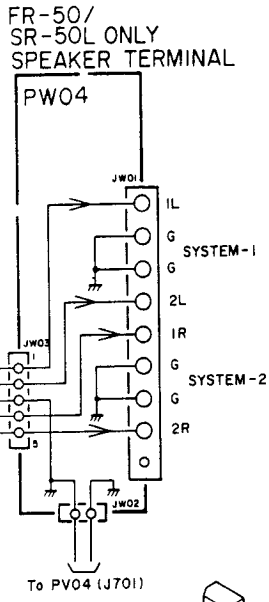 FR-50/
SR-50L ONLY
SPEAKER TERMINAL
PW04
JW01
1L
G
SYSTEM-1
G
2L
1R
JW03
1
G
SYSTEM-2
G
2R
5
JW02
To PV04 (J701)